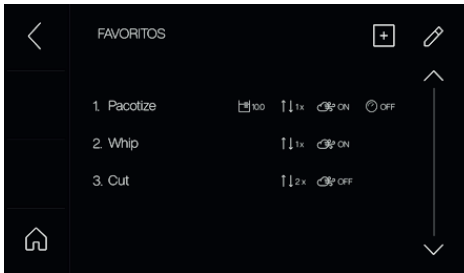 FAVORITOS
1. Pacotize 100 1x ON OFF
2. Whip 1x ON
3. Cut 2x OFF